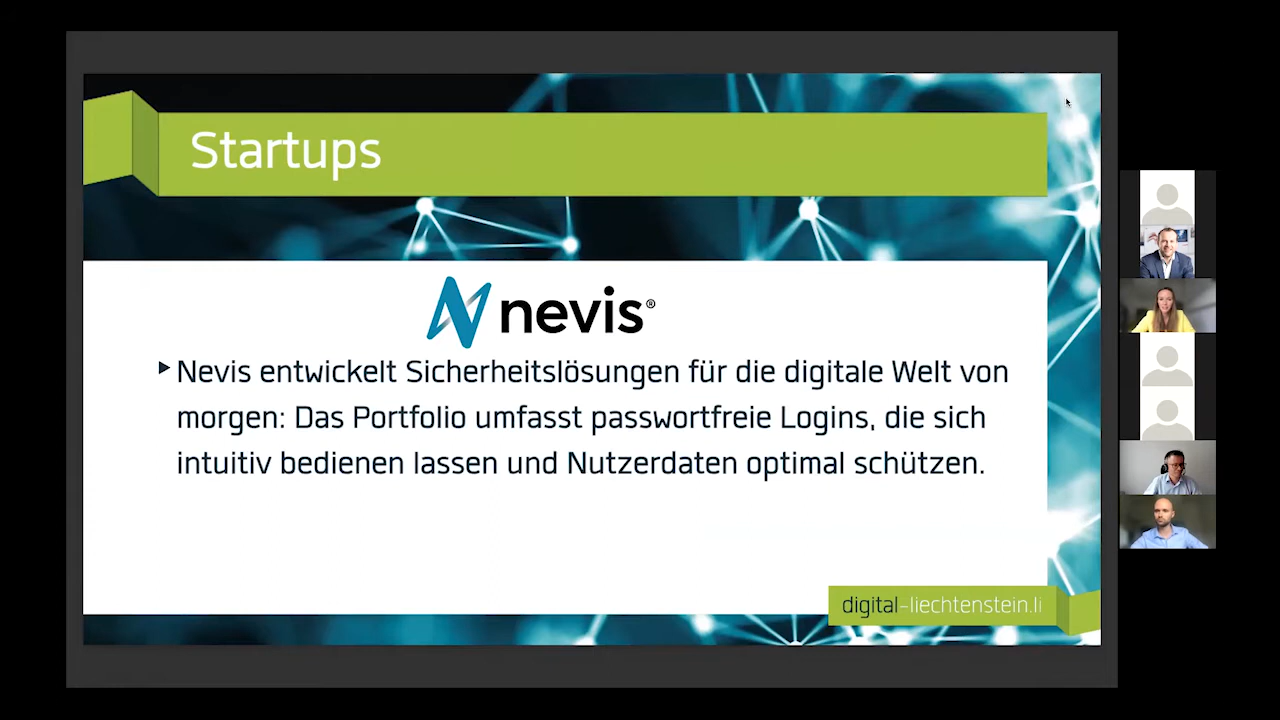 Startups
nevis®
Nevis entwickelt Sicherheitslösungen für die digitale Welt von
morgen: Das Portfolio umfasst passwortfreie Logins, die sich
intuitiv bedienen lassen und Nutzerdaten optimal schützen.
digital-liechtenstein.li